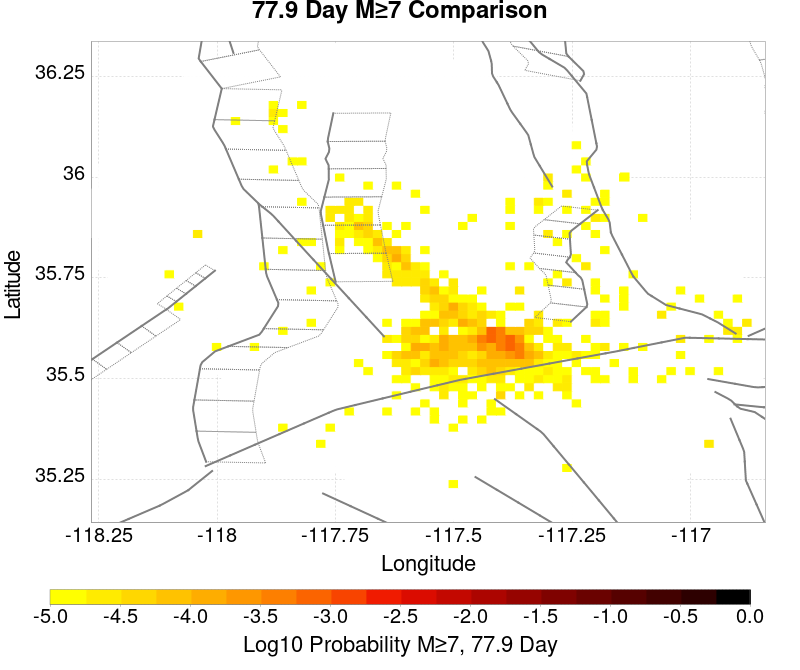 77.9 Day M≥7 Comparison
36.25
36
35.75
35.5
35.25
Latitude
-118.25 -118 -117.75 -117.5 -117.25 -117
Longitude
-5.0 -4.5 -4.0 -3.5 -3.0 -2.5 -2.0 -1.5 -1.0 -0.5 0.0
Log10 Probability M≥7, 77.9 Day